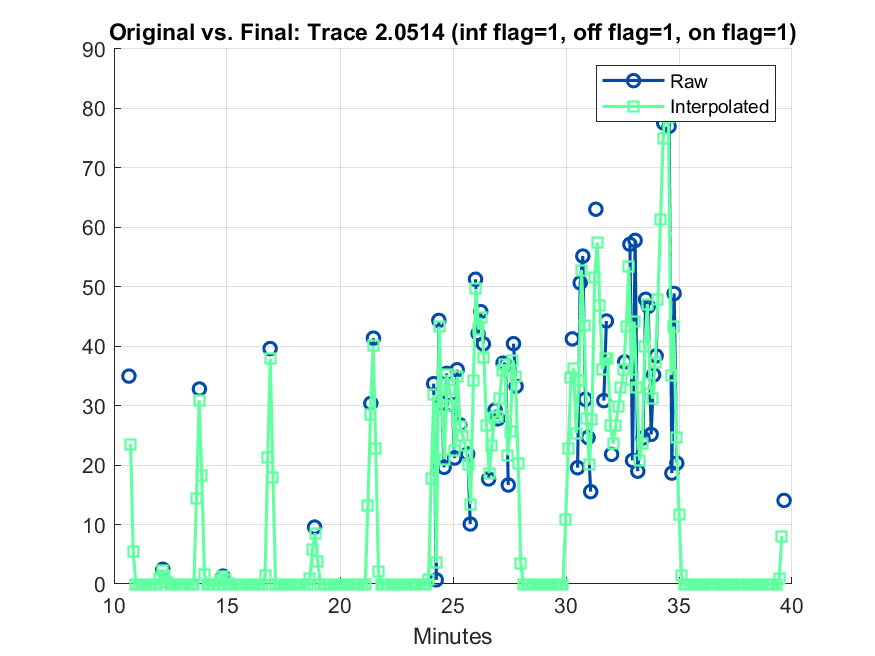 Original vs. Final: Trace 2.0514 (inf flag=1, off flag=1, on flag=1)
90
80
70
60
50
40
30
20
10
0
Raw
Interpolated
10 15 20 25 30 35 40
Minutes